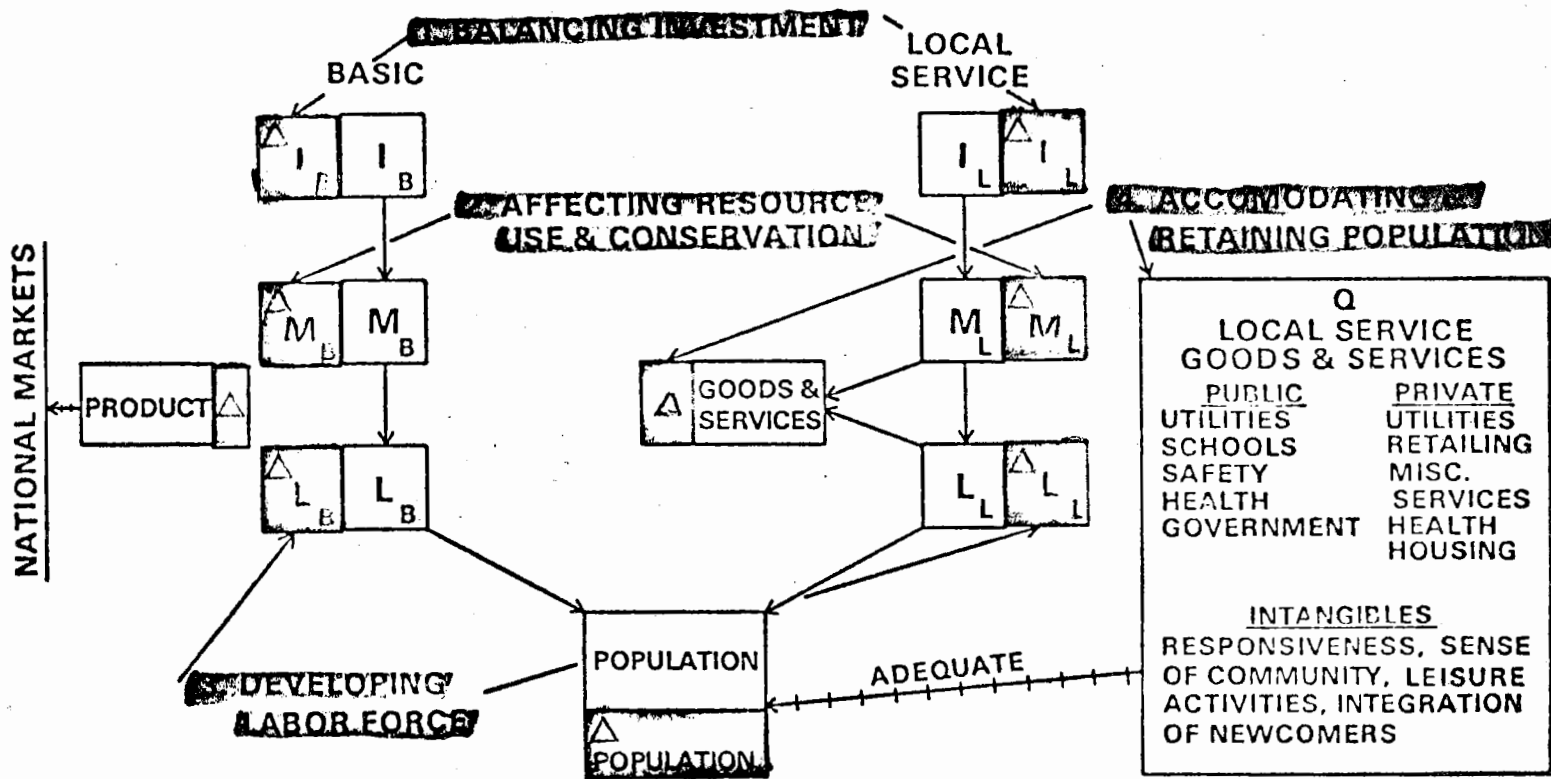 1. BALANCING INVESTMENT
BASIC
LOCAL
SERVICE
Δ I B
I B
I L
Δ I L
2. AFFECTING RESOURCE
USE & CONSERVATION
4. ACCOMODATING &
RETAINING POPULATION
NATIONAL MARKETS
Δ M B
M B
M L
Δ M L
PRODUCT Δ
Δ GOODS &
SERVICES
Δ L B
L B
L L
Δ L L
Q
LOCAL SERVICE
GOODS & SERVICES
PUBLIC
UTILITIES
SCHOOLS
SAFETY
HEALTH
GOVERNMENT
PRIVATE
UTILITIES
RETAILING
MISC.
SERVICES
HEALTH
HOUSING
INTANGIBLES
RESPONSIVENESS, SENSE
OF COMMUNITY, LEISURE
ACTIVITIES, INTEGRATION
OF NEWCOMERS
3. DEVELOPING
LABOR FORCE
POPULATION
Δ
POPULATION
ADEQUATE